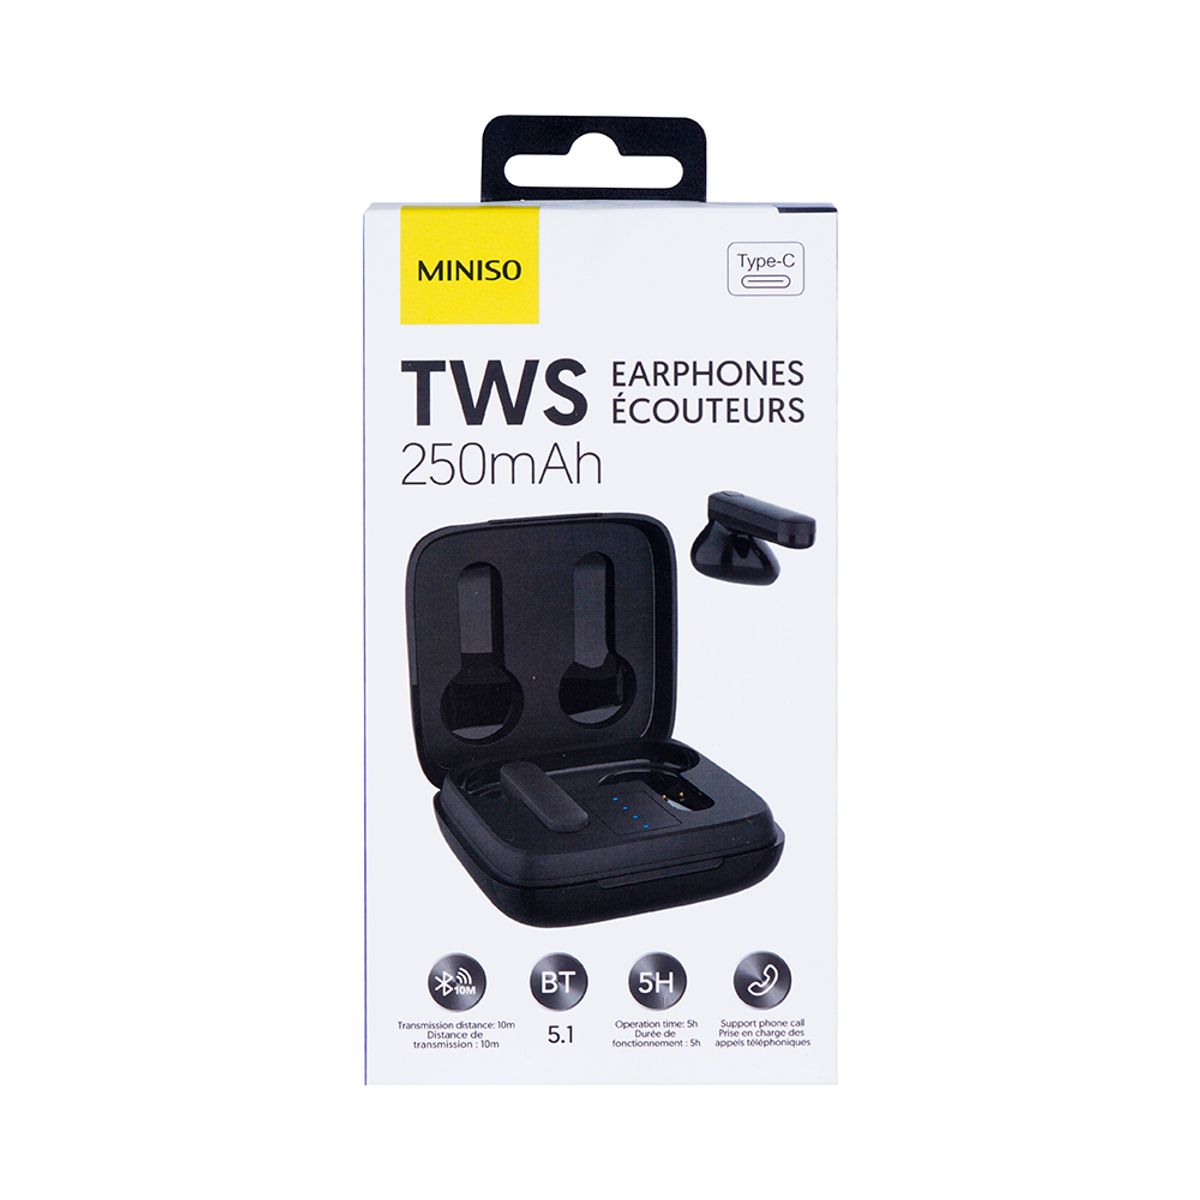 MINISO
Type-C
TWS
EARPHONES
ÉCOUTEURS
250mAh
10M
Transmission distance: 10m
Distance de
transmission : 10m
BT
5.1
5H
Operation time: 5h
Durée de
fonctionnement : 5h
Support phone call
Prise en charge des
appels téléphoniques